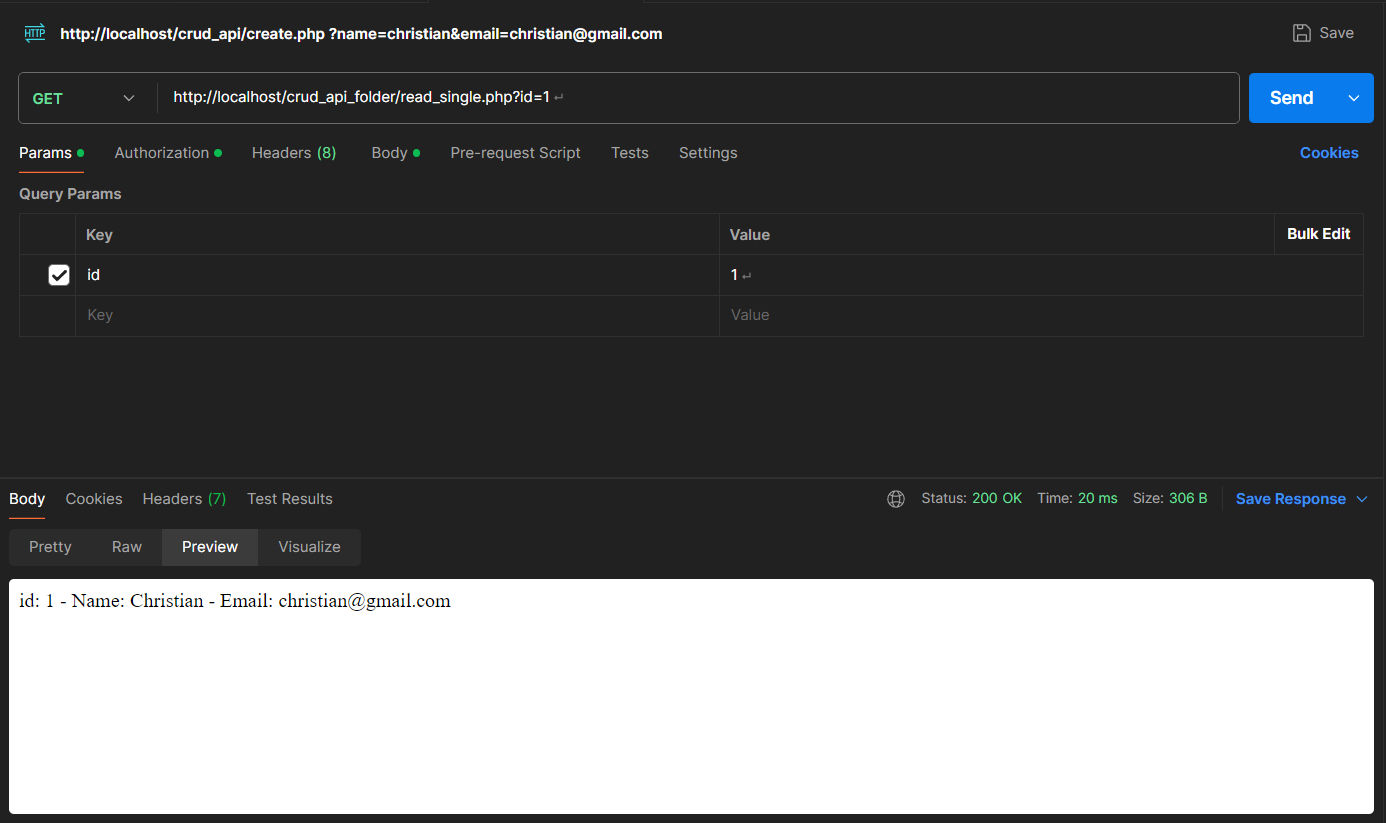 HTTP http://localhost/crud_api/create.php ?name=christian&email=christian@gmail.com Save
GET http://localhost/crud_api_folder/read_single.php?id=1 ↵ Send
Params Authorization Headers (8) Body Pre-request Script Tests Settings Cookies
Query Params
Key Value Bulk Edit
id 1 ↵
Key Value
Body Cookies Headers (7) Test Results Status: 200 OK Time: 20 ms Size: 306 B Save Response
Pretty Raw Preview Visualize
id: 1 - Name: Christian - Email: christian@gmail.com